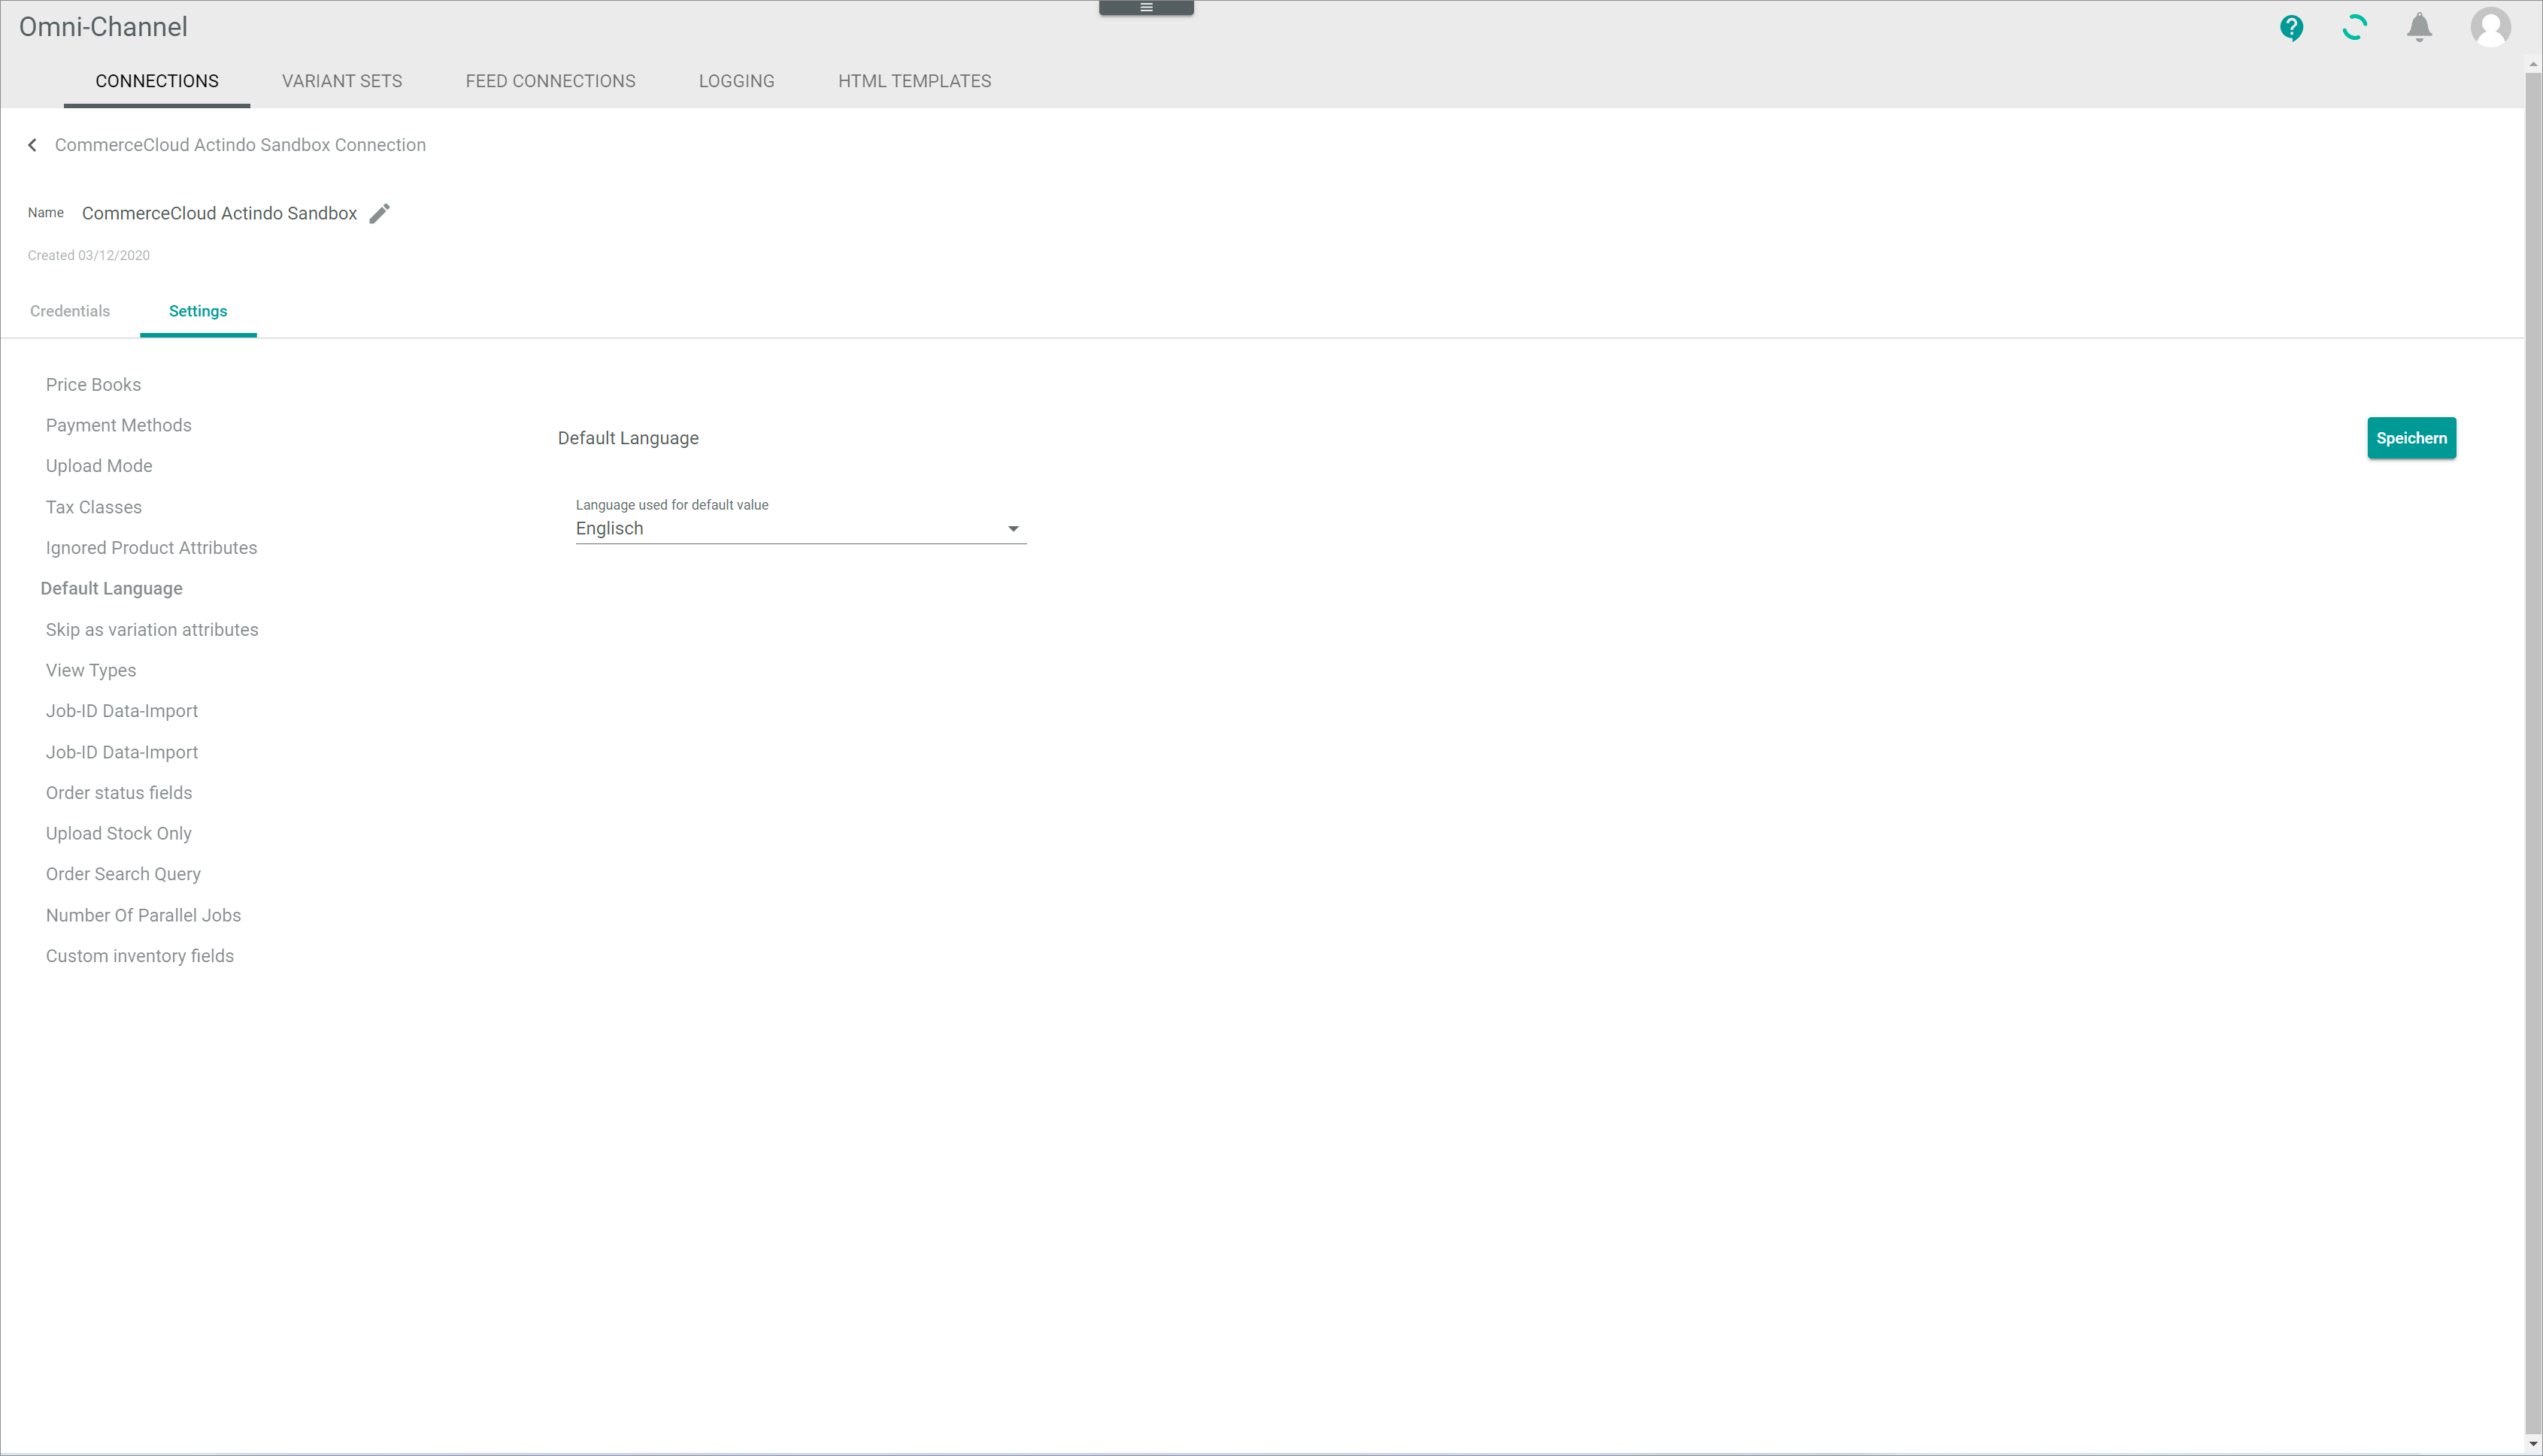 Omni-Channel
CONNECTIONS VARIANT SETS FEED CONNECTIONS LOGGING HTML TEMPLATES
CommerceCloud Actindo Sandbox Connection
Name CommerceCloud Actindo Sandbox
Created 03/12/2020
Credentials Settings
Price Books
Payment Methods
Upload Mode
Tax Classes
Ignored Product Attributes
Default Language
Skip as variation attributes
View Types
Job-ID Data-Import
Job-ID Data-Import
Order status fields
Upload Stock Only
Order Search Query
Number Of Parallel Jobs
Custom inventory fields
Default Language
Speichern
Language used for default value
Englisch